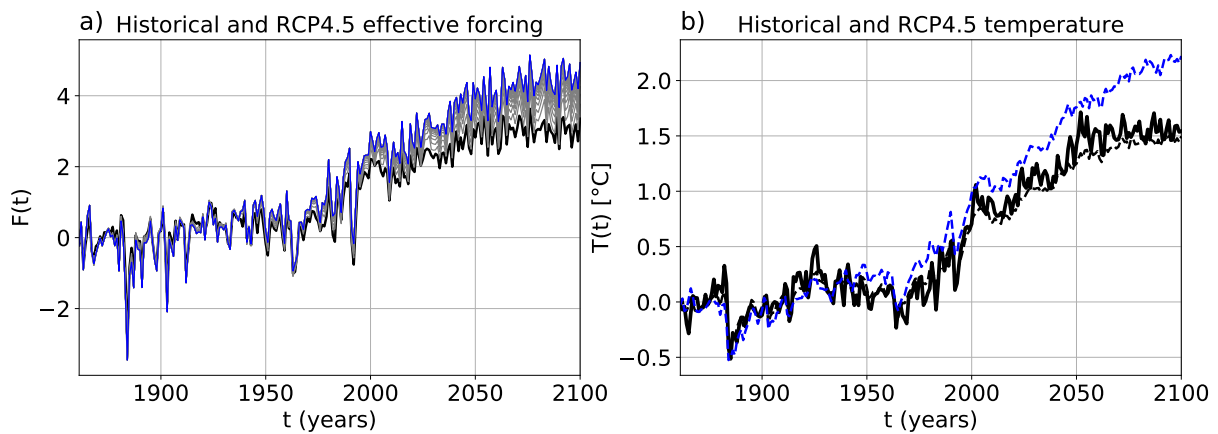 a) Historical and RCP4.5 effective forcing
F(t)
4
2
0
−2
1900 1950 2000 2050 2100
t (years)
b) Historical and RCP4.5 temperature
T(t) [°C]
2.0
1.5
1.0
0.5
0.0
−0.5
1900 1950 2000 2050 2100
t (years)